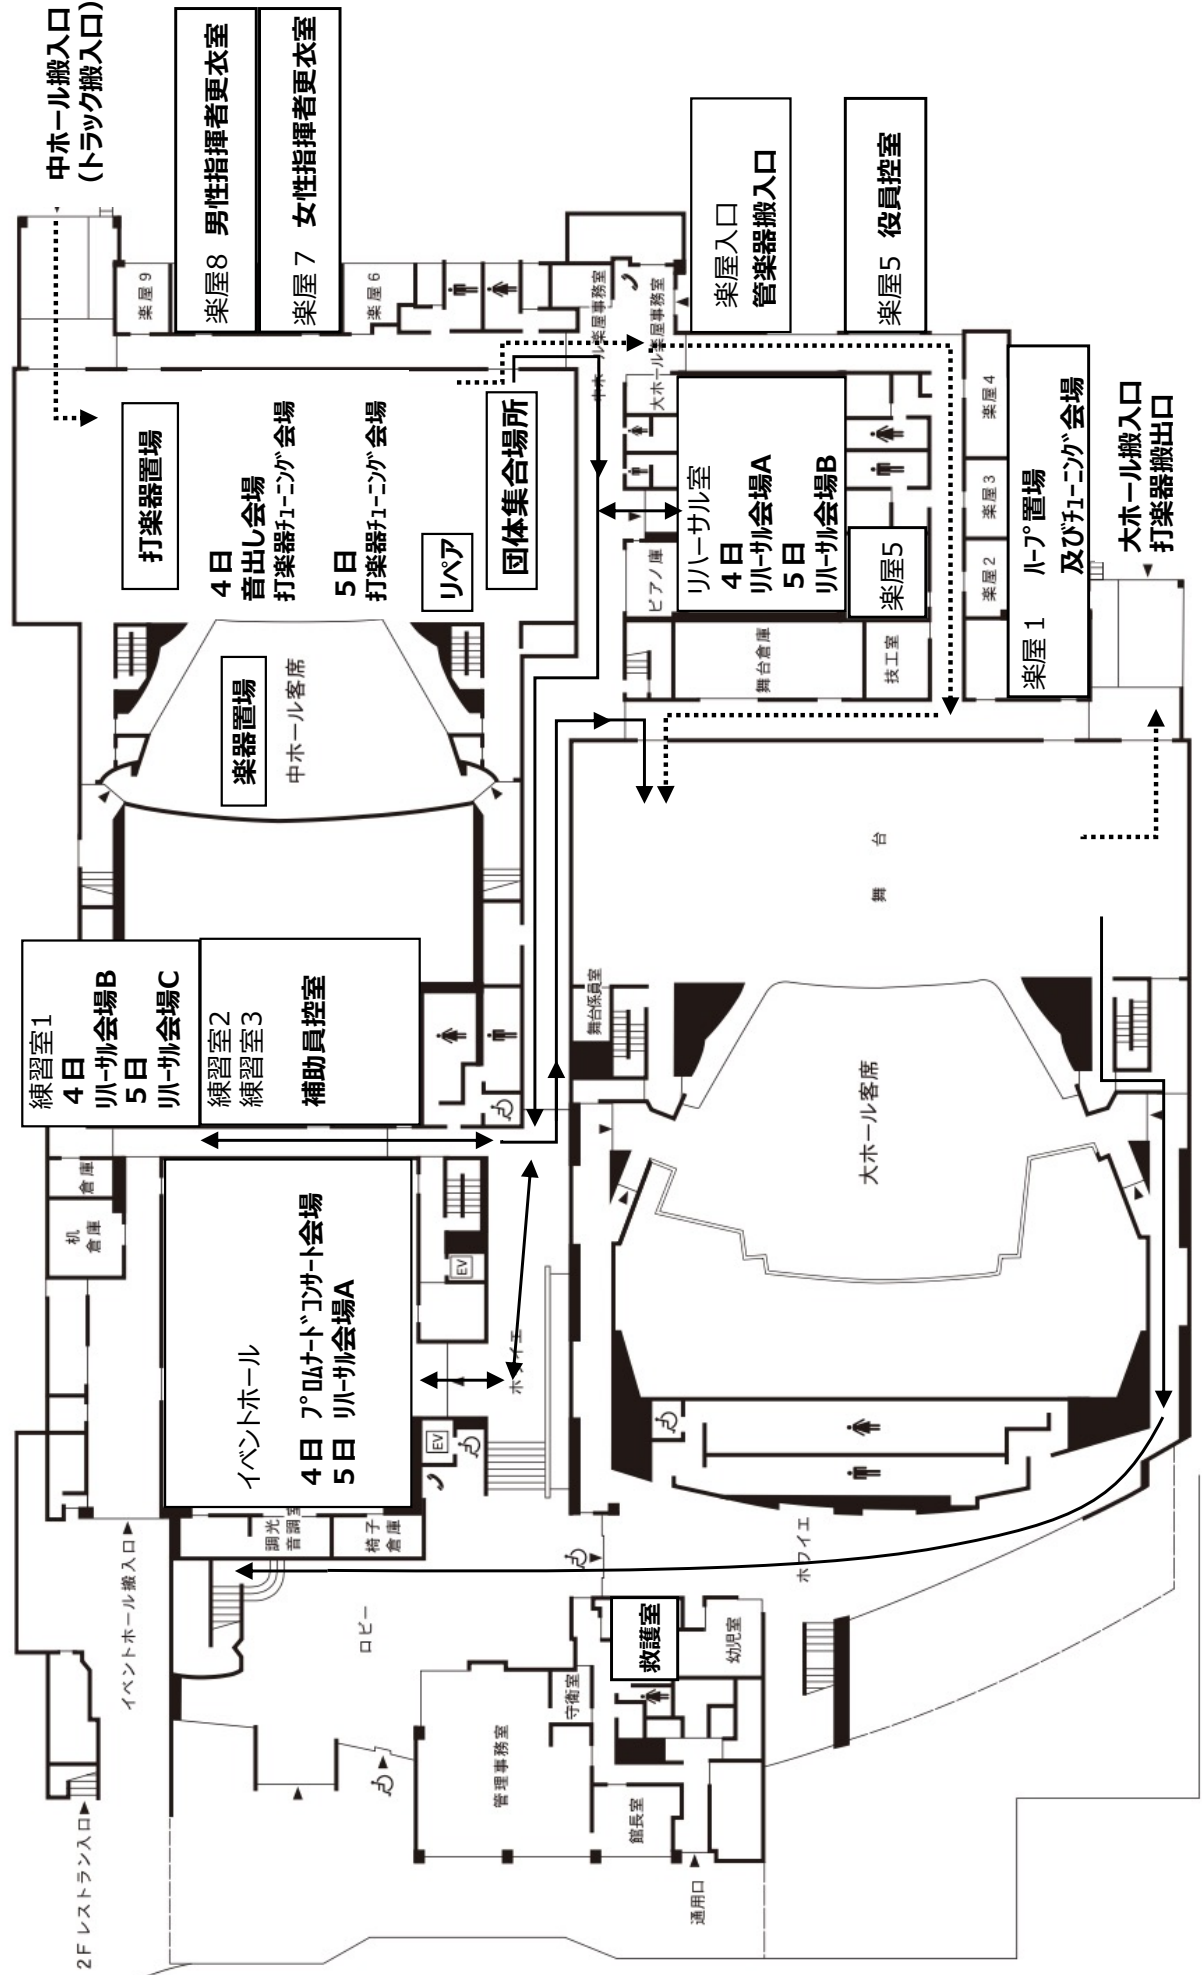 中ホール搬入口
(トラック搬入口)
楽屋9
楽屋8 男性指揮者更衣室
楽屋7 女性指揮者更衣室
楽屋6
楽屋事務室
大ホール楽屋事務室
楽屋入口
管楽器搬入口
楽屋5 役員控室
打楽器置場
4日
音出し会場
打楽器チューニング会場
5日
打楽器チューニング会場
リペア
団体集合場所
楽器置場
中ホール客席
ピアノ庫
リハーサル室
4日
リハーサル会場A
5日
リハーサル会場B
楽屋5
舞台倉庫
技工室
楽屋4
楽屋3
楽屋2
楽屋1
ハープ置場
及びチューニング会場
大ホール搬入口
打楽器搬出口
舞台
舞台係員室
大ホール客席
練習室1
4日
リハーサル会場B
5日
リハーサル会場C
練習室2
練習室3
補助員控室
倉庫
机
倉庫
イベントホール
4日 プロムナードコンサート会場
5日 リハーサル会場A
EV
EV
ホワイエ
調光
音調室
椅子
倉庫
イベントホール搬入口
ロビー
ホワイエ
救護室
幼児室
守衛室
管理事務室
館長室
通用口
2F レストラン入口